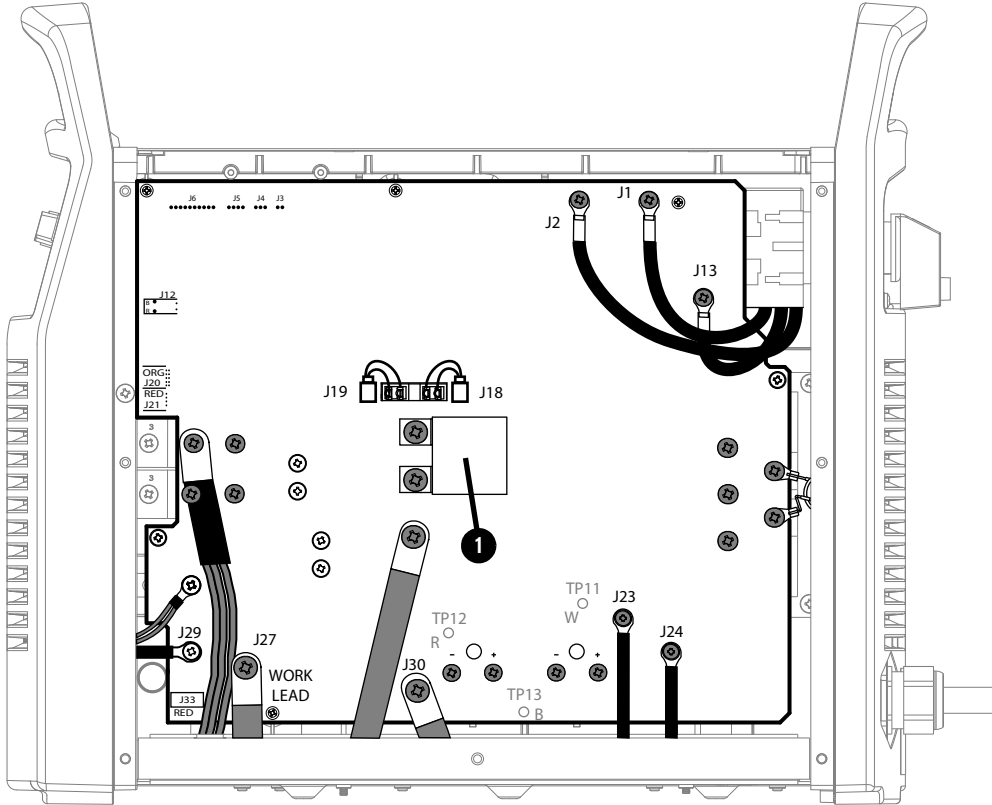 J6 J5 J4 J3
J2
J1
J13
J12
B
R
ORG
J20
RED
J21
J19
J18
3
3
1
TP11
W
J23
TP12
R
J29
J27
J24
- +
- +
WORK
LEAD
J30
J33
RED
TP13
B